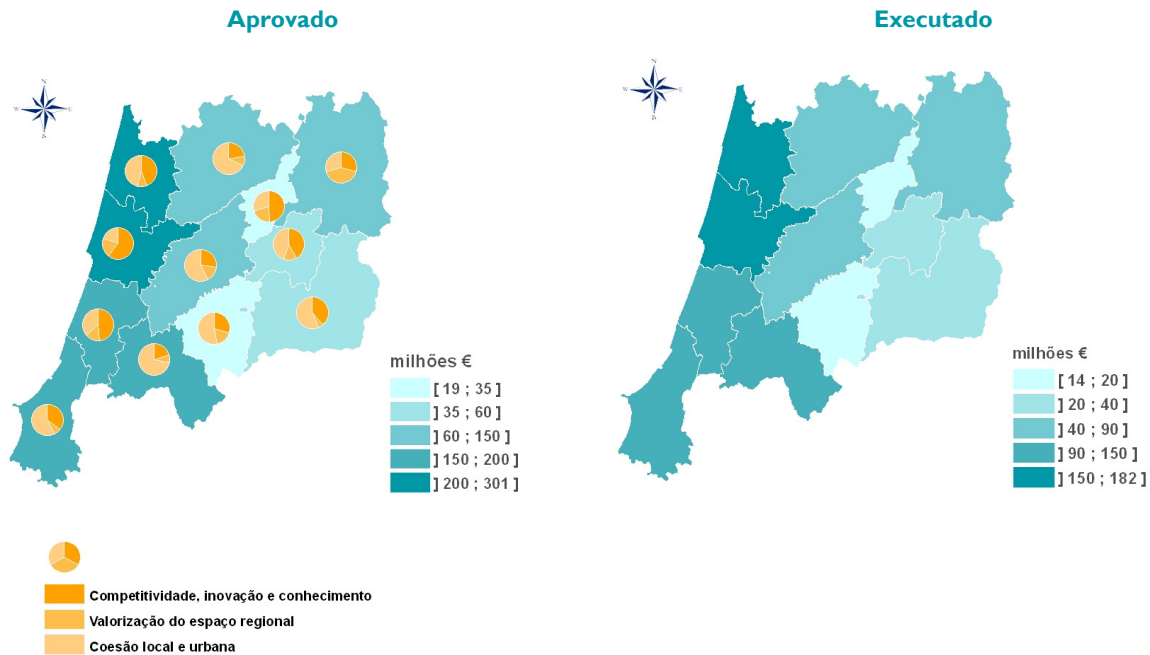 Aprovado
Executado
N
W E
S
N
W E
S
milhões €
[ 19 ; 35 ]
] 35 ; 60 ]
] 60 ; 150 ]
] 150 ; 200 ]
] 200 ; 301 ]
milhões €
[ 14 ; 20 ]
] 20 ; 40 ]
] 40 ; 90 ]
] 90 ; 150 ]
] 150 ; 182 ]
Competitividade, inovação e conhecimento
Valorização do espaço regional
Coesão local e urbana